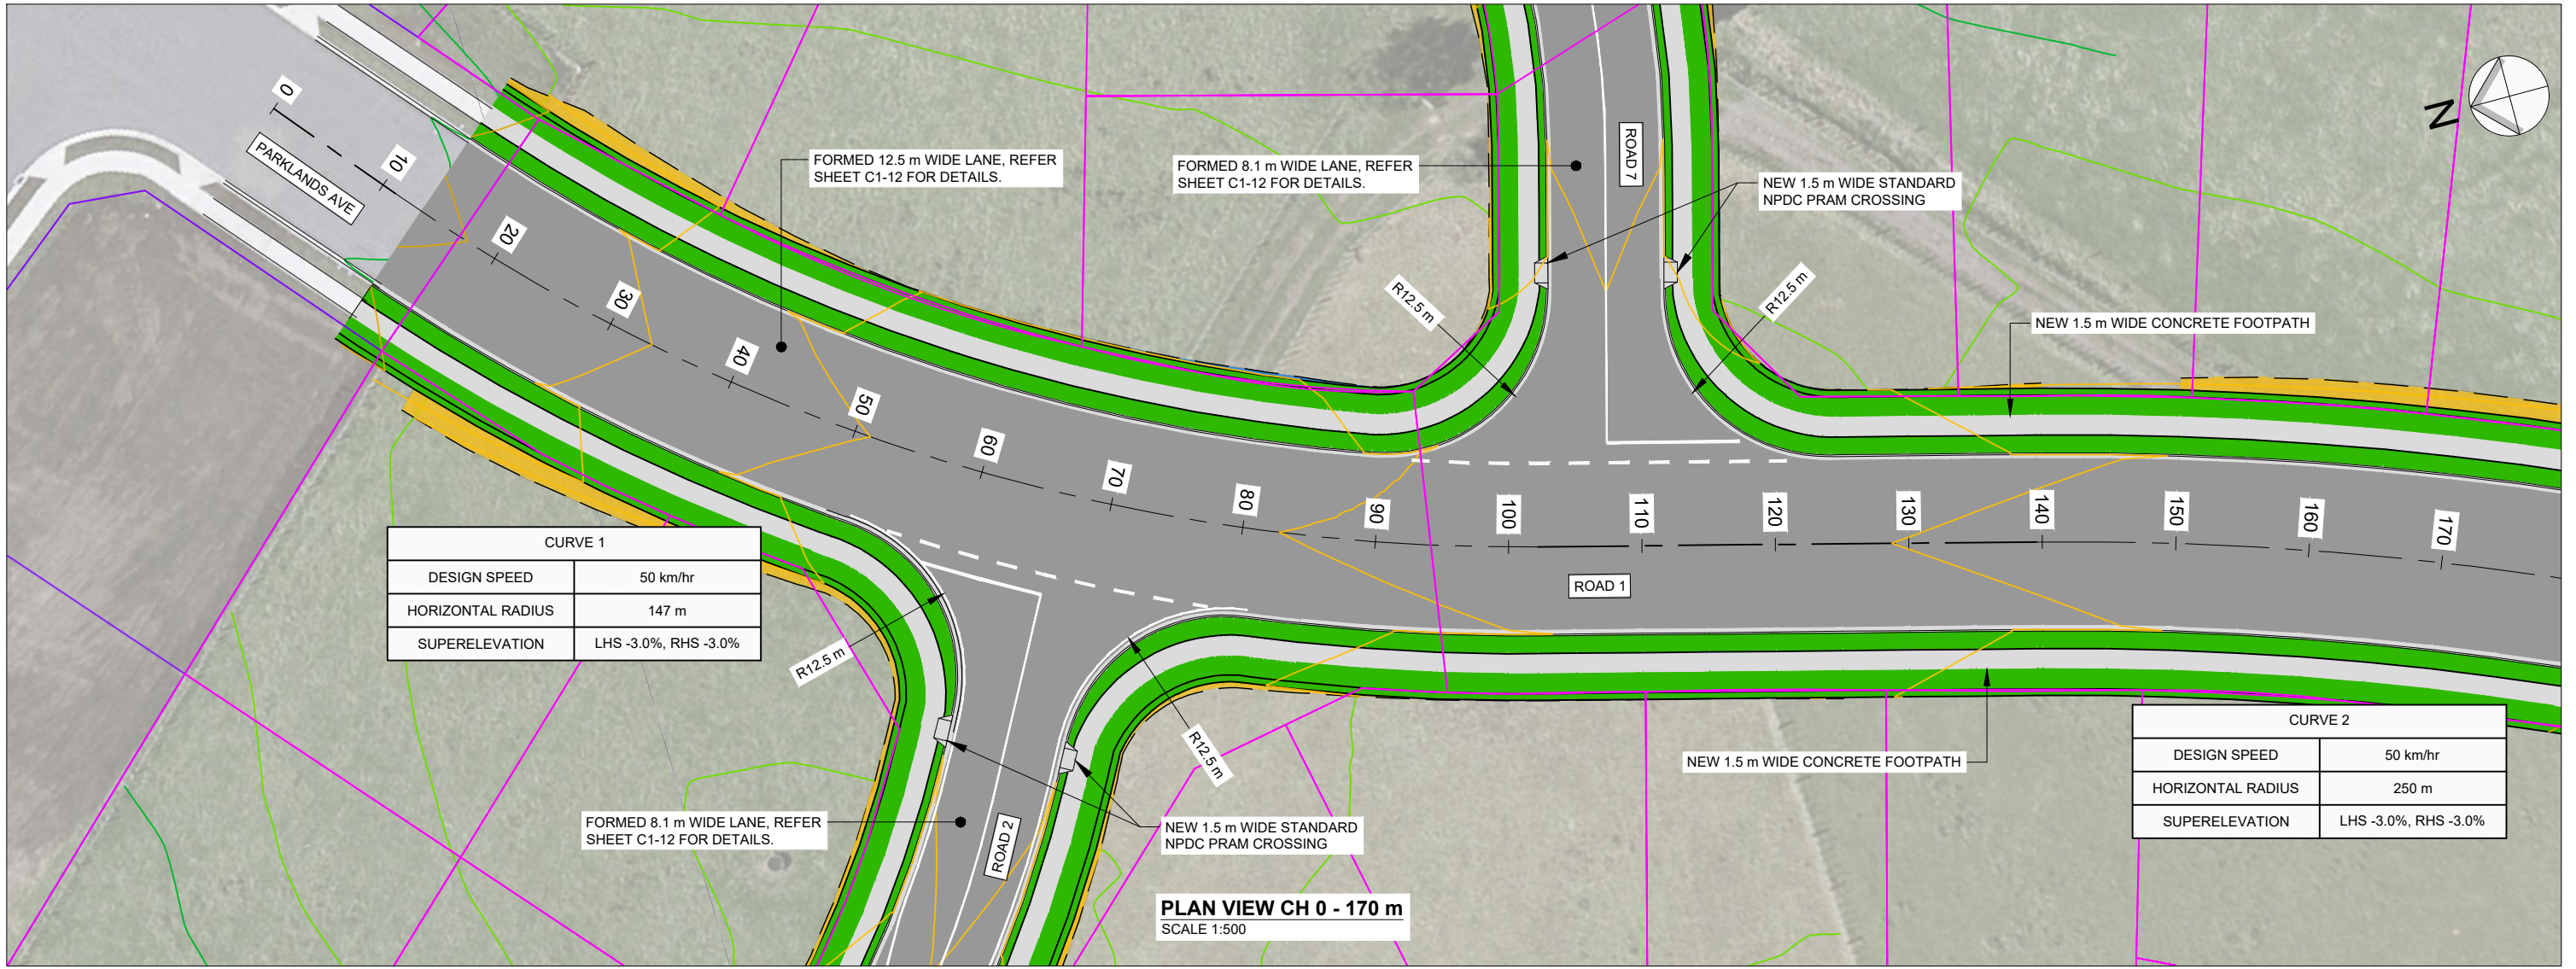 0
10
PARKLANDS AVE
20
30
40
50
60
70
80
90
100
110
120
130
140
150
160
170
FORMED 12.5 m WIDE LANE, REFER
SHEET C1-12 FOR DETAILS.
FORMED 8.1 m WIDE LANE, REFER
SHEET C1-12 FOR DETAILS.
ROAD 7
NEW 1.5 m WIDE STANDARD
NPDC PRAM CROSSING
N
R12.5 m
R12.5 m
NEW 1.5 m WIDE CONCRETE FOOTPATH
ROAD 1
CURVE 1
DESIGN SPEED 50 km/hr
HORIZONTAL RADIUS 147 m
SUPERELEVATION LHS -3.0%, RHS -3.0%
R12.5 m
R12.5 m
NEW 1.5 m WIDE CONCRETE FOOTPATH
CURVE 2
DESIGN SPEED 50 km/hr
HORIZONTAL RADIUS 250 m
SUPERELEVATION LHS -3.0%, RHS -3.0%
FORMED 8.1 m WIDE LANE, REFER
SHEET C1-12 FOR DETAILS.
ROAD 2
NEW 1.5 m WIDE STANDARD
NPDC PRAM CROSSING
PLAN VIEW CH 0 - 170 m
SCALE 1:500